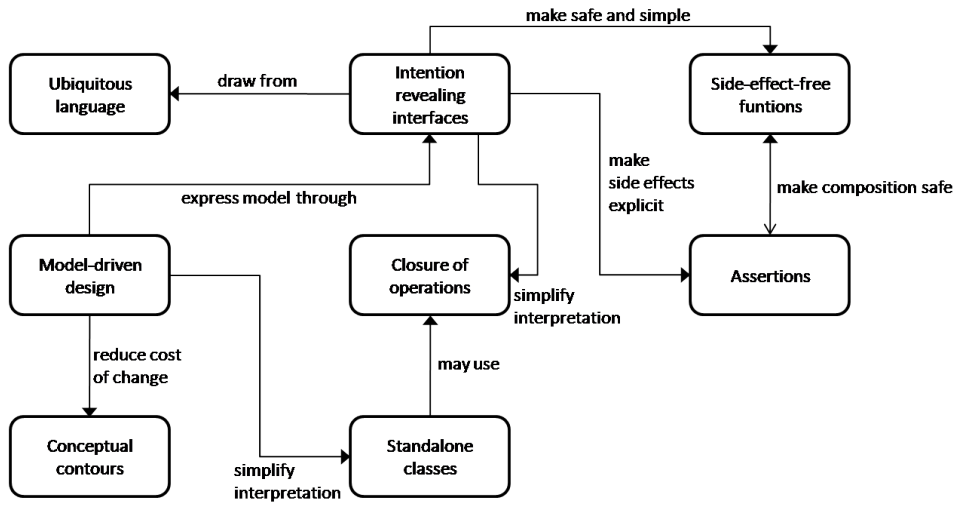 make safe and simple
Ubiquitous
language
draw from
Intention
revealing
interfaces
Side-effect-free
funtions
express model through
make
side effects
explicit
make composition safe
Model-driven
design
Closure of
operations
simplify
interpretation
Assertions
reduce cost
of change
may use
Conceptual
contours
simplify
interpretation
Standalone
classes